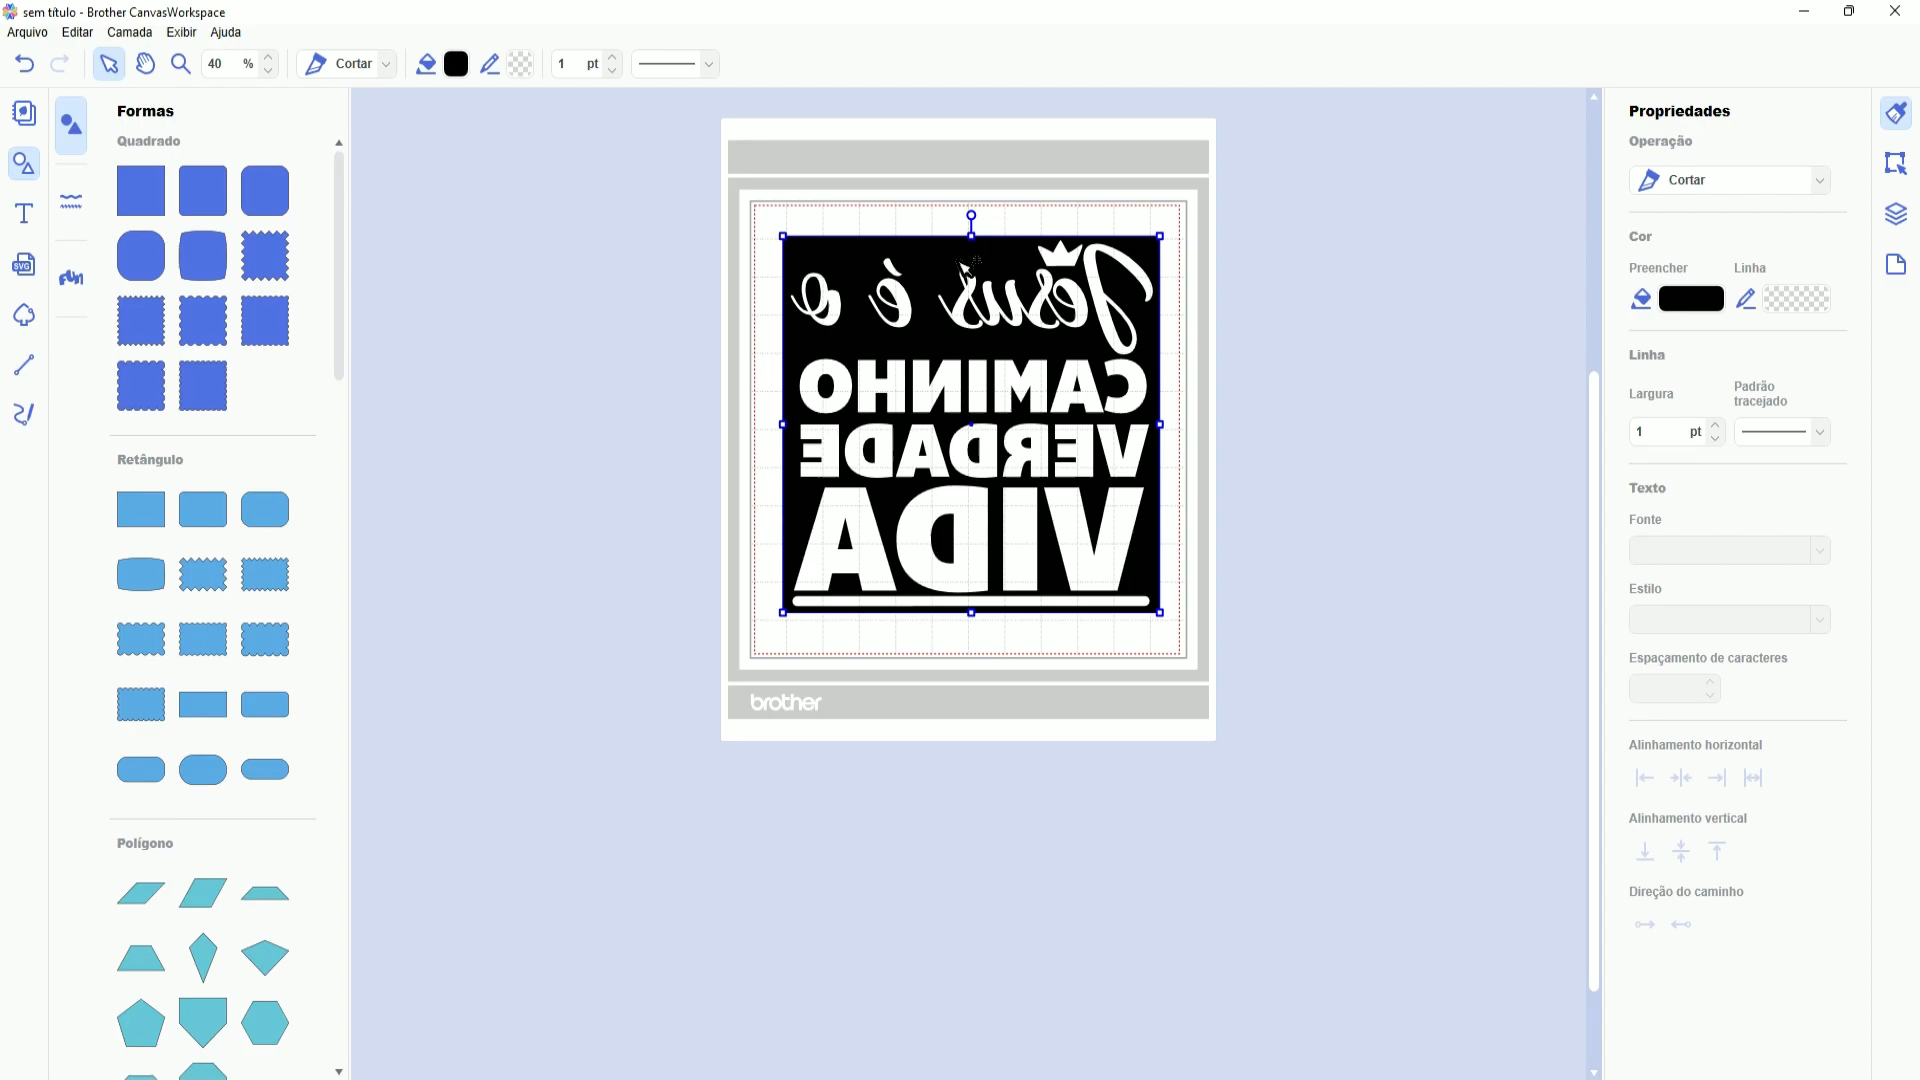 sem título - Brother CanvasWorkspace
Arquivo Editar Camada Exibir Ajuda
40 % Cortar 1 pt
Formas
Quadrado
Retângulo
Polígono
SVG
fun
Jesus é o
CAMINHO
VERDADE
VIDA
brother
Propriedades
Operação
Cortar
Cor
Preencher Linha
Linha
Largura Padrão tracejado
1 pt
Texto
Fonte
Estilo
Espaçamento de caracteres
Alinhamento horizontal
Alinhamento vertical
Direção do caminho